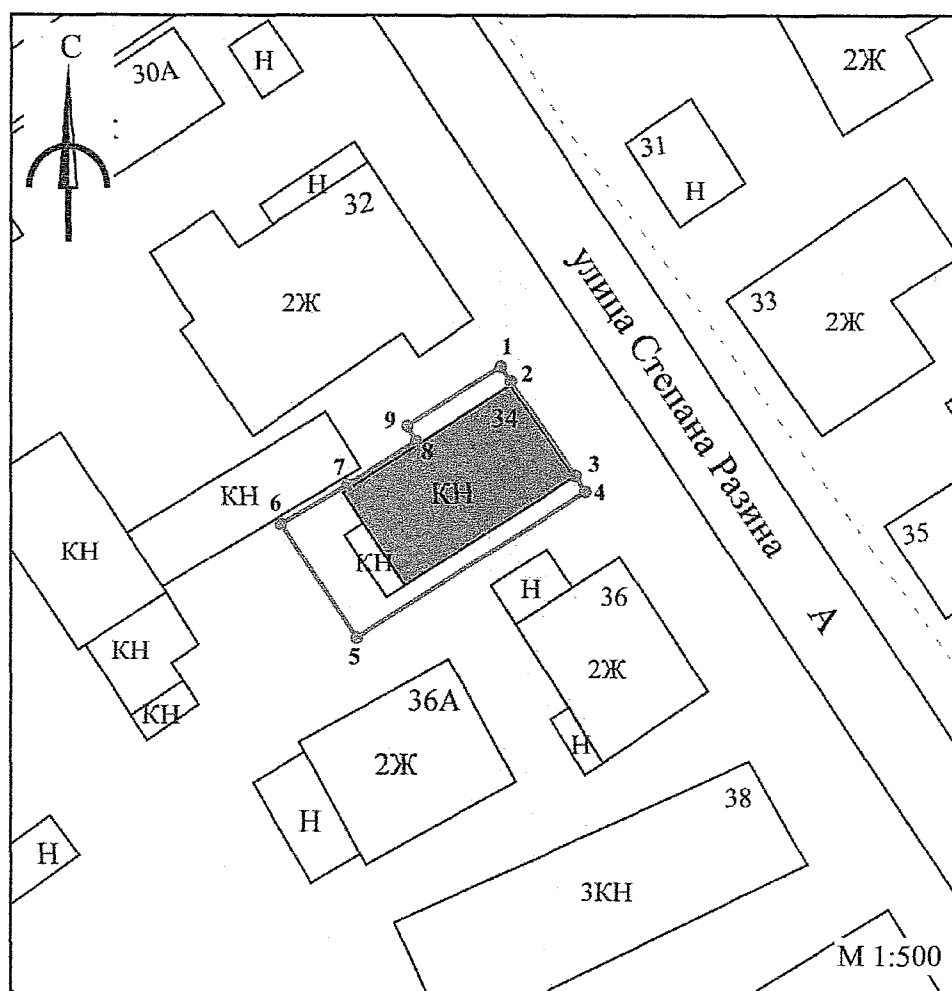 С
30А
Н
2Ж
31
Н
Н
32
2Ж
33
2Ж
улица Степана Разина
А
1
2
9
34
8
3
7
4
КН
6
КН
КН
КН
35
5
Н
36
2Ж
Н
КН
КН
36А
2Ж
Н
Н
38
3КН
М 1:500